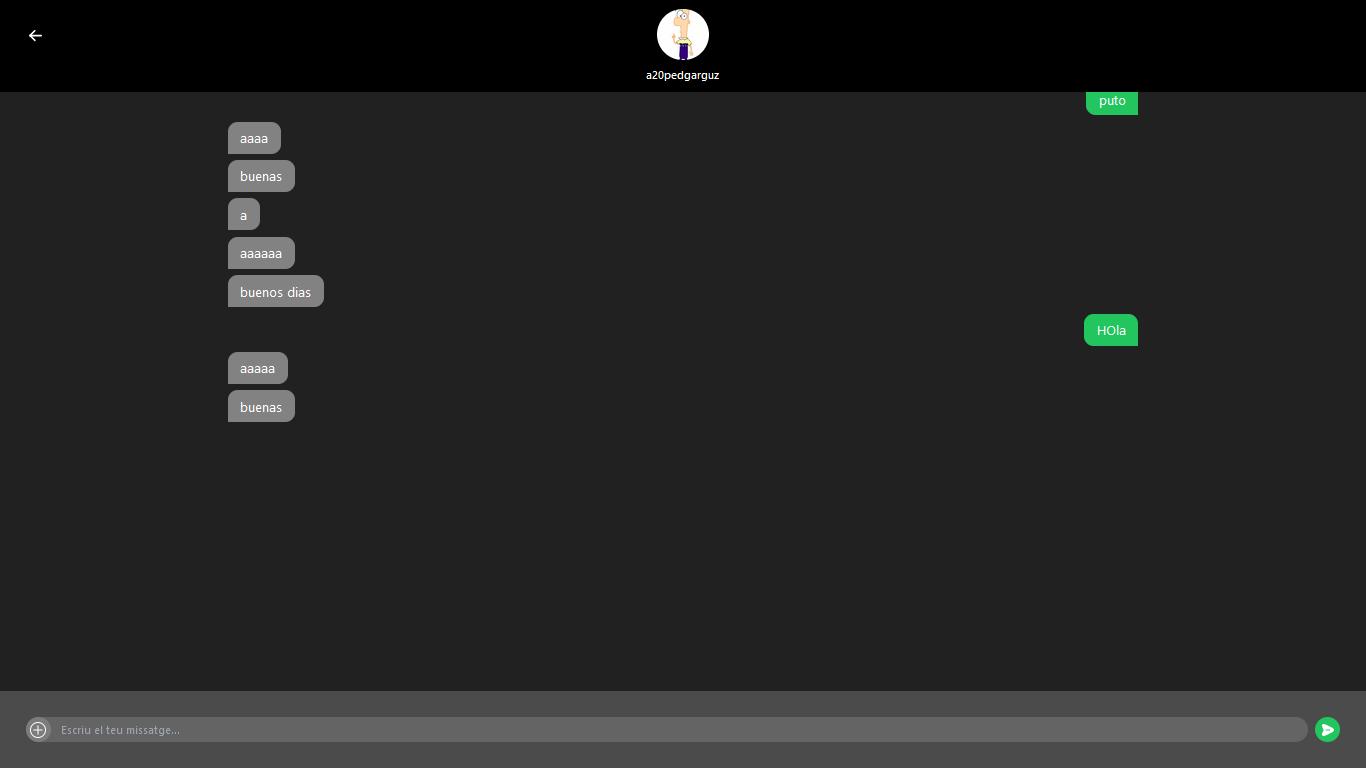 a20pedgarguz
puto
aaaa
buenas
a
aaaaaa
buenos dias
HOla
aaaaa
buenas
Escriu el teu missatge...